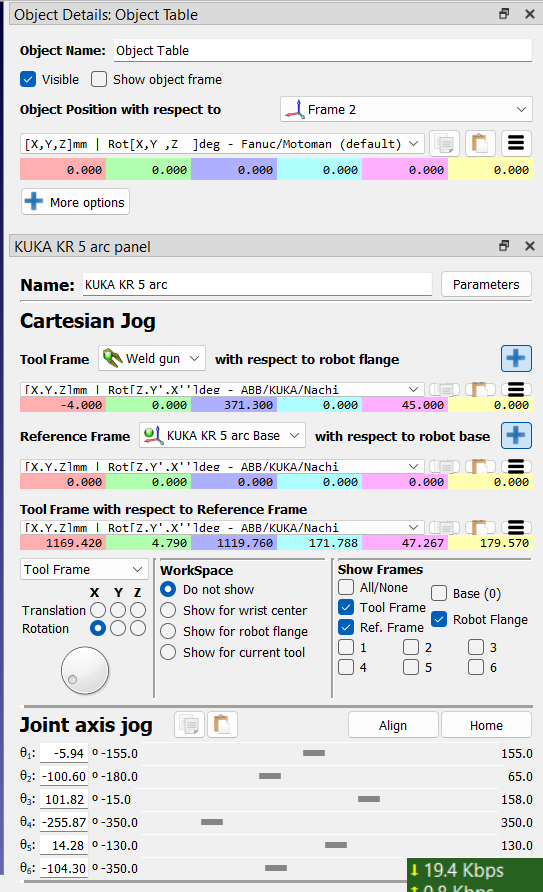 Object Details: Object Table
Object Name: Object Table
Visible Show object frame
Object Position with respect to Frame 2
[X,Y,Z]mm | Rot[X,Y ,Z ]deg - Fanuc/Motoman (default)
0.000 0.000 0.000 0.000 0.000 0.000
More options
KUKA KR 5 arc panel
Name: KUKA KR 5 arc Parameters
Cartesian Jog
Tool Frame Weld gun with respect to robot flange
[X,Y,Z]mm | Rot[Z,Y',X'']deg - ABB/KUKA/Nachi
-4.000 0.000 371.300 0.000 45.000 0.000
Reference Frame KUKA KR 5 arc Base with respect to robot base
[X,Y,Z]mm | Rot[Z,Y',X'']deg - ABB/KUKA/Nachi
0.000 0.000 0.000 0.000 0.000 0.000
Tool Frame with respect to Reference Frame
[X,Y,Z]mm | Rot[Z,Y',X'']deg - ABB/KUKA/Nachi
1169.420 4.790 1119.760 171.788 47.267 179.570
Tool Frame
X Y Z
Translation
Rotation
WorkSpace
Do not show
Show for wrist center
Show for robot flange
Show for current tool
Show Frames
All/None Base (0)
Tool Frame
Ref. Frame Robot Flange
1 2 3
4 5 6
Joint axis jog Align Home
θ1: -5.94 º -155.0 155.0
θ2: -100.60 º -180.0 65.0
θ3: 101.82 º -15.0 158.0
θ4: -255.87 º -350.0 350.0
θ5: 14.28 º -130.0 130.0
θ6: -104.30 º -350.0
19.4 Kbps
0.8 Kbps